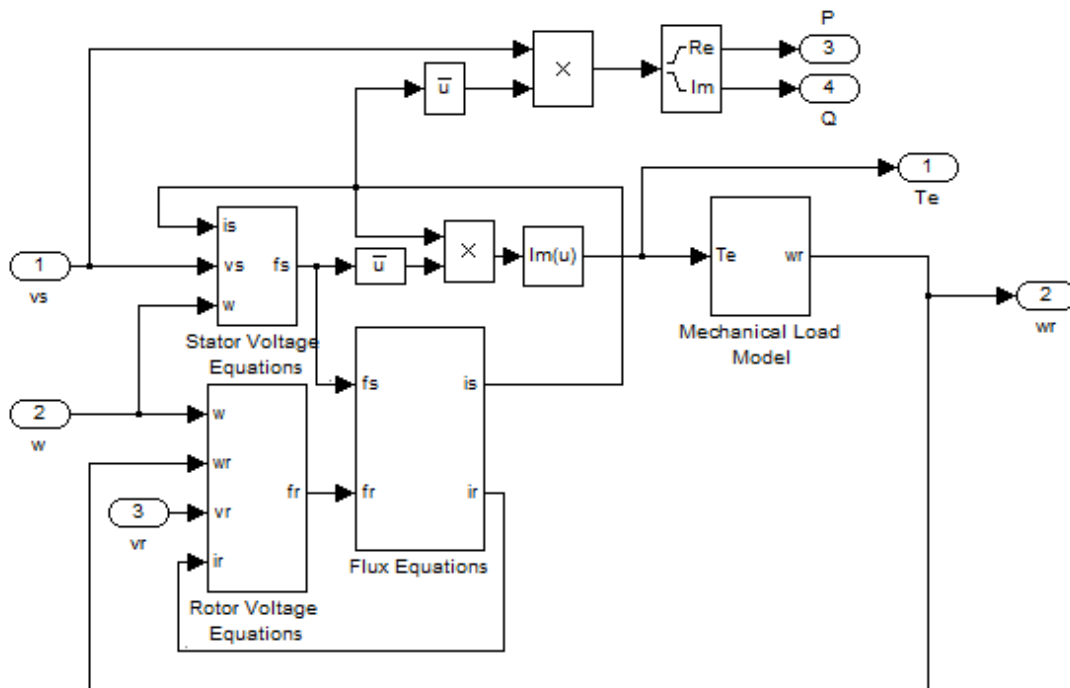 P
3
Re
Im
4
Q
u
×
1
Te
is
vs
w
fs
u
×
Im(u)
Te
wr
1
vs
2
wr
Stator Voltage
Equations
Mechanical Load
Model
fs
is
2
w
w
wr
vr
ir
fr
fr
ir
3
vr
Flux Equations
Rotor Voltage
Equations